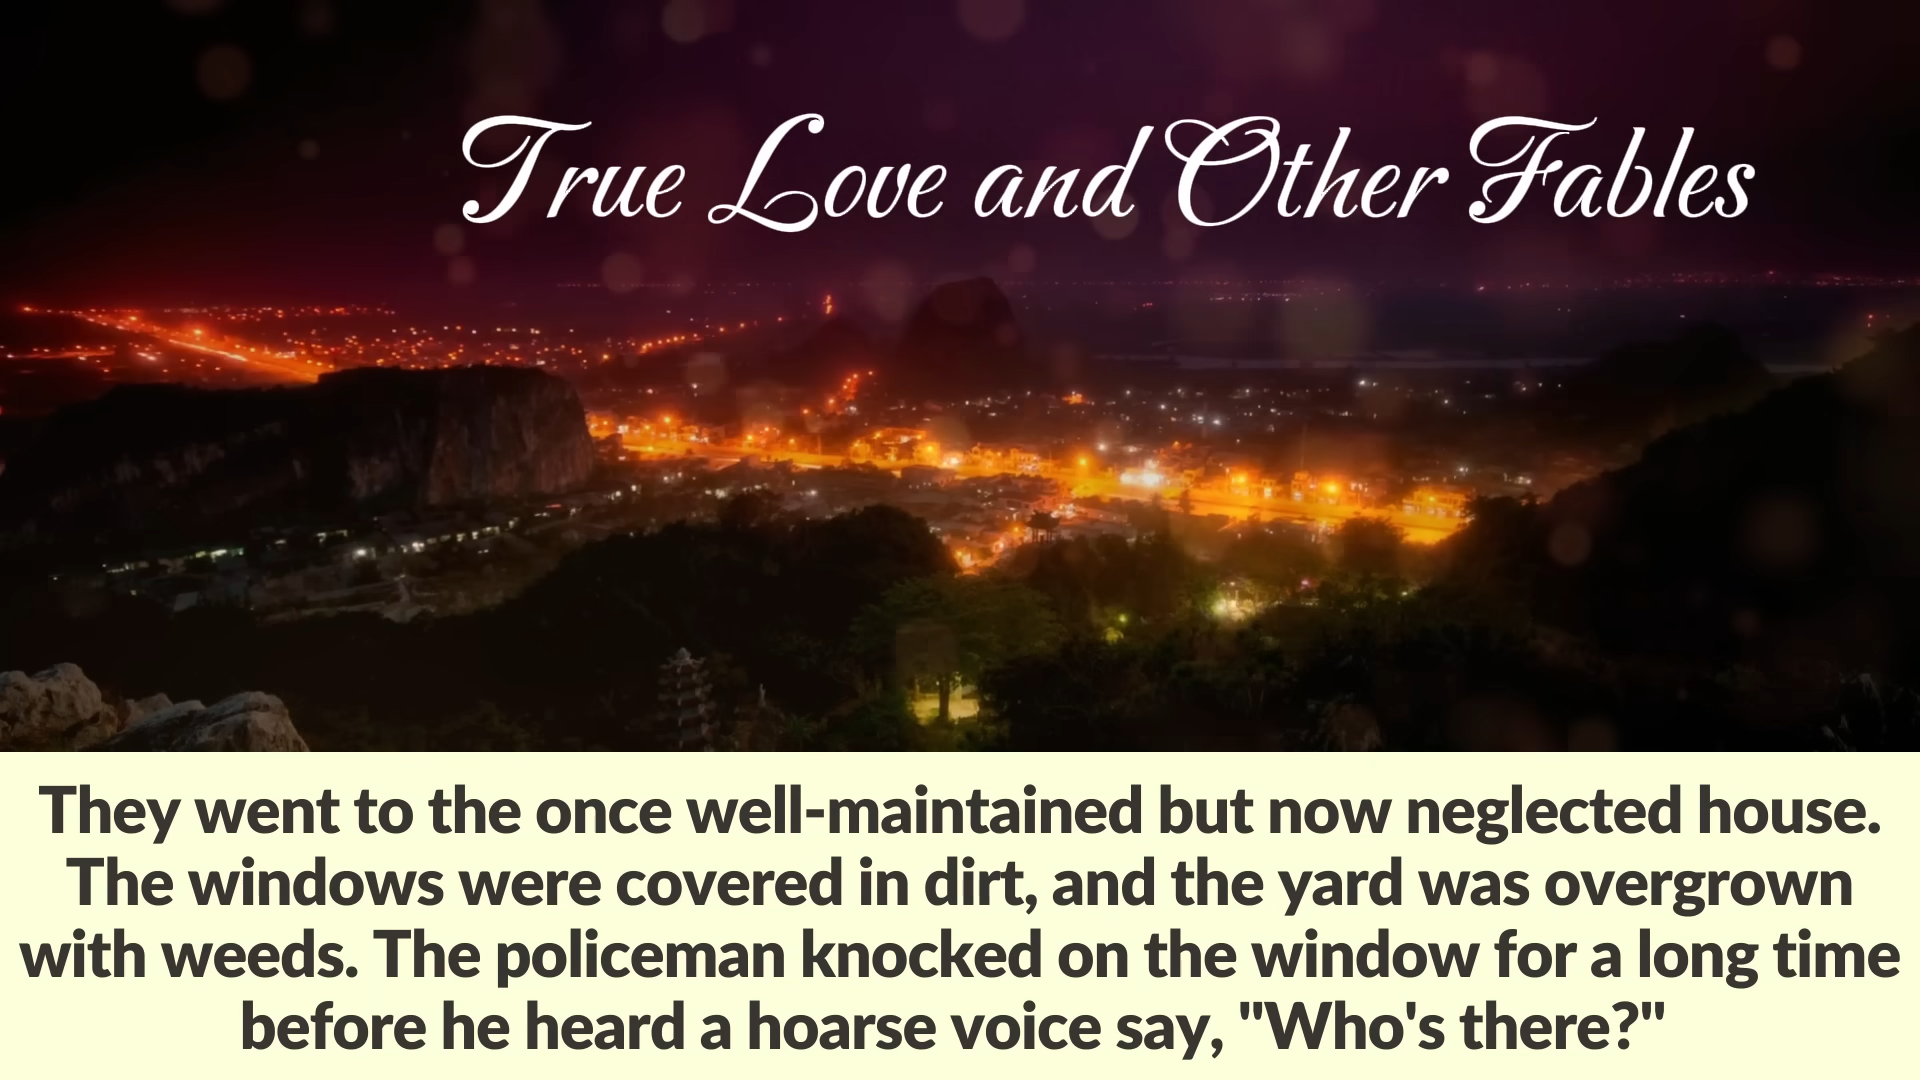 True Love and Other Fables
They went to the once well-maintained but now neglected house.
The windows were covered in dirt, and the yard was overgrown
with weeds. The policeman knocked on the window for a long time
before he heard a hoarse voice say, "Who's there?"